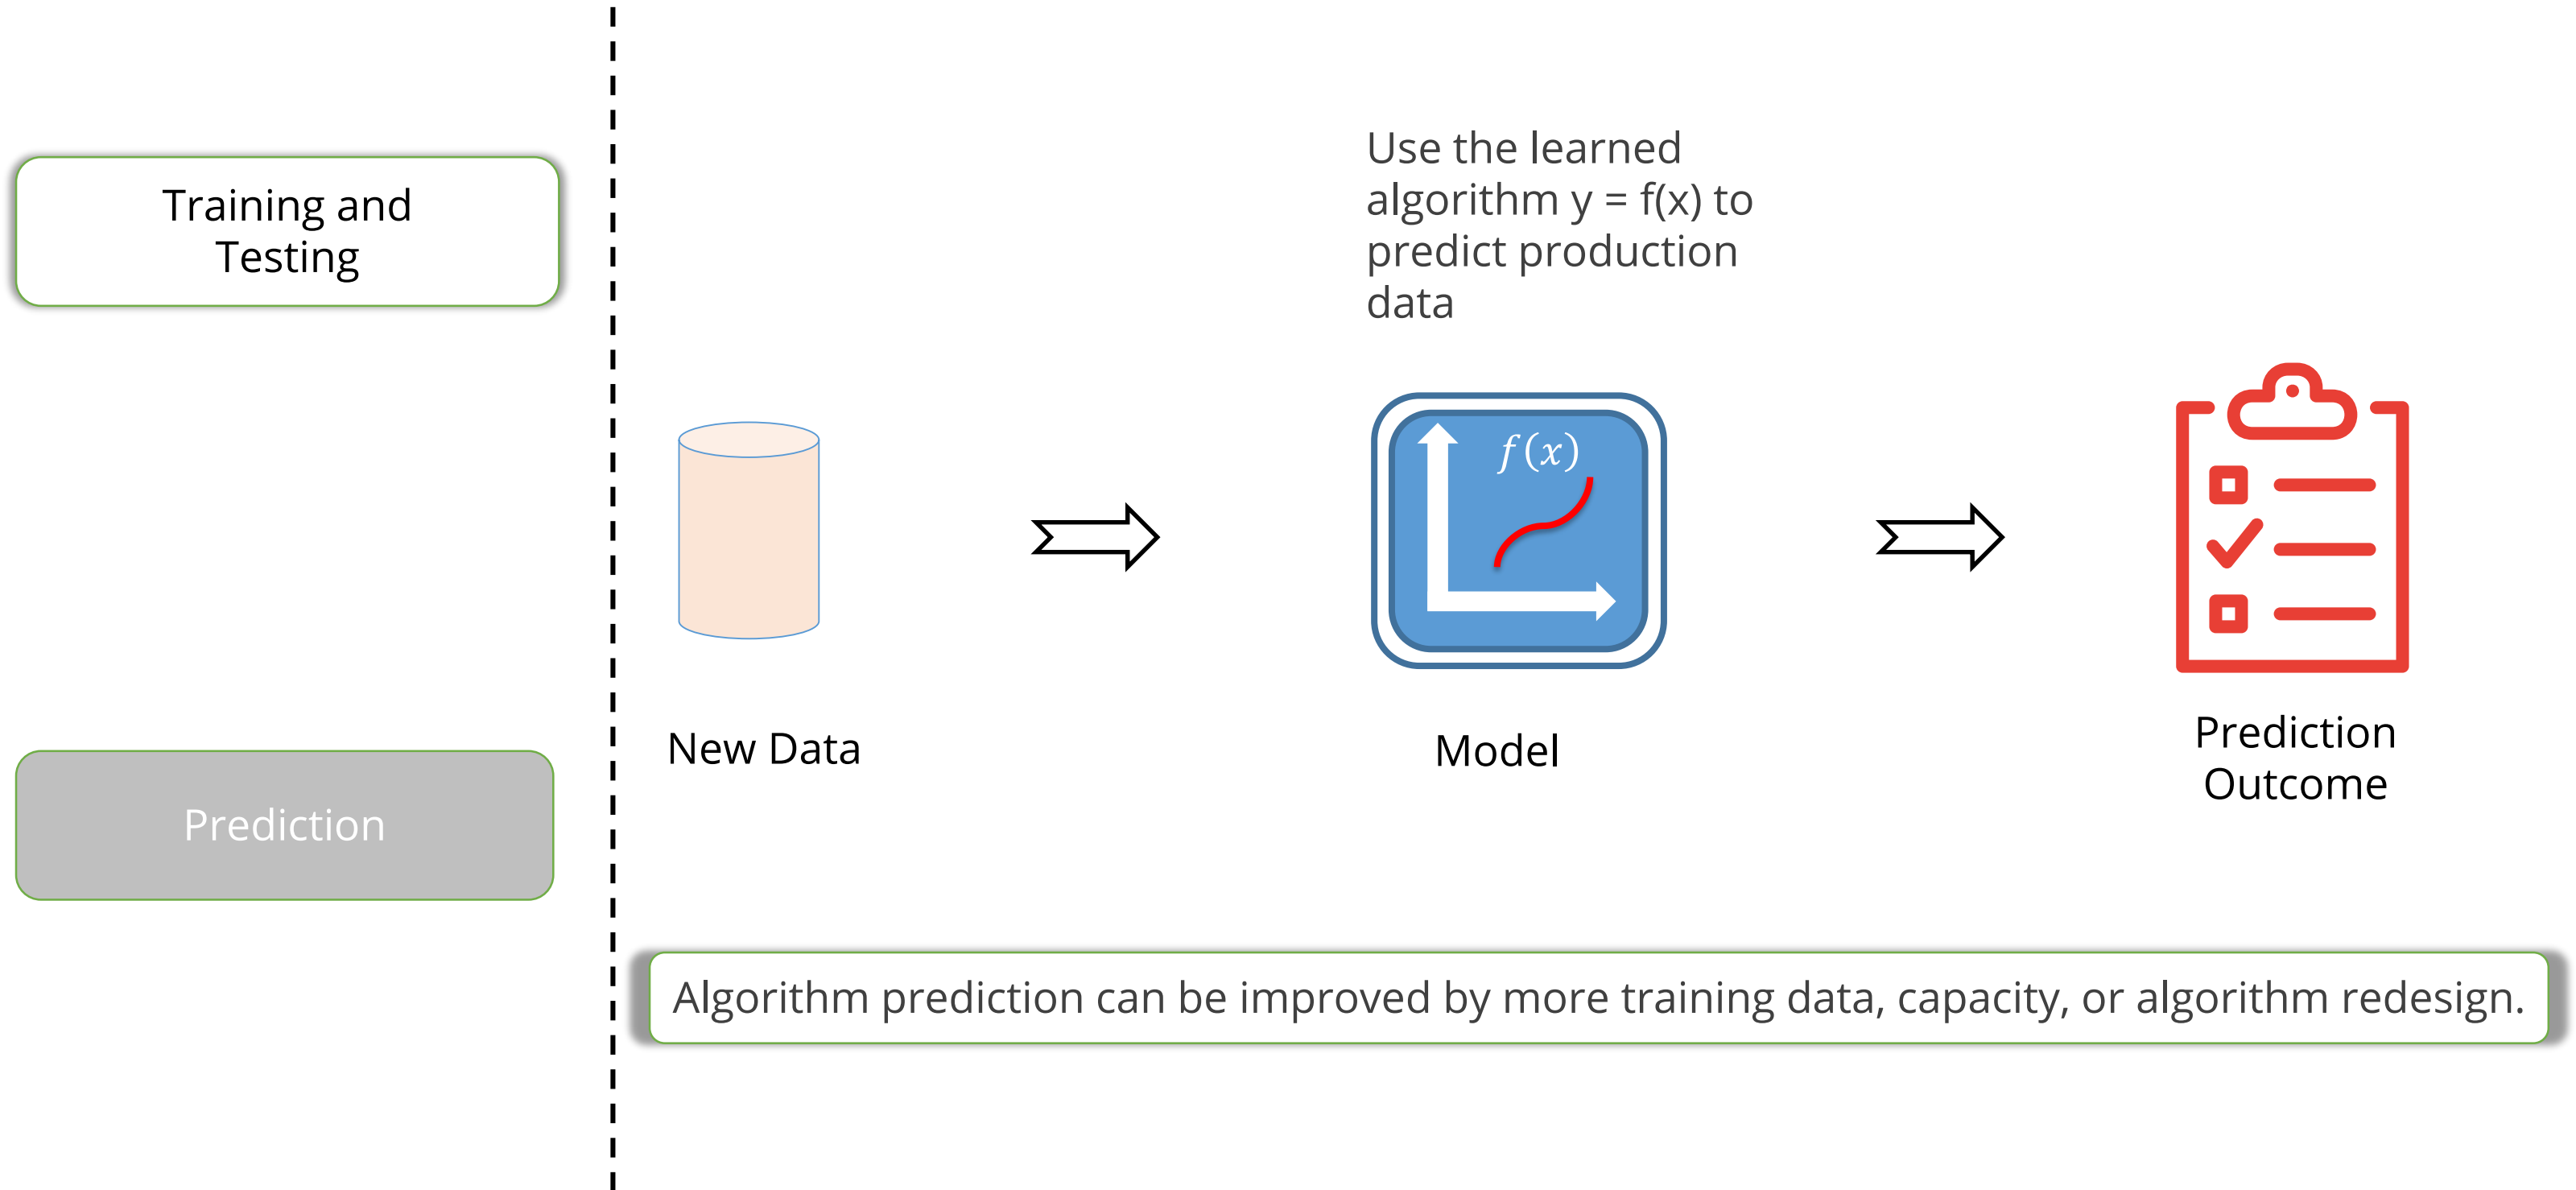 Training and
Testing
Prediction
Use the learned
algorithm y = f(x) to
predict production
data
f(x)
New Data
Model
Prediction
Outcome
Algorithm prediction can be improved by more training data, capacity, or algorithm redesign.